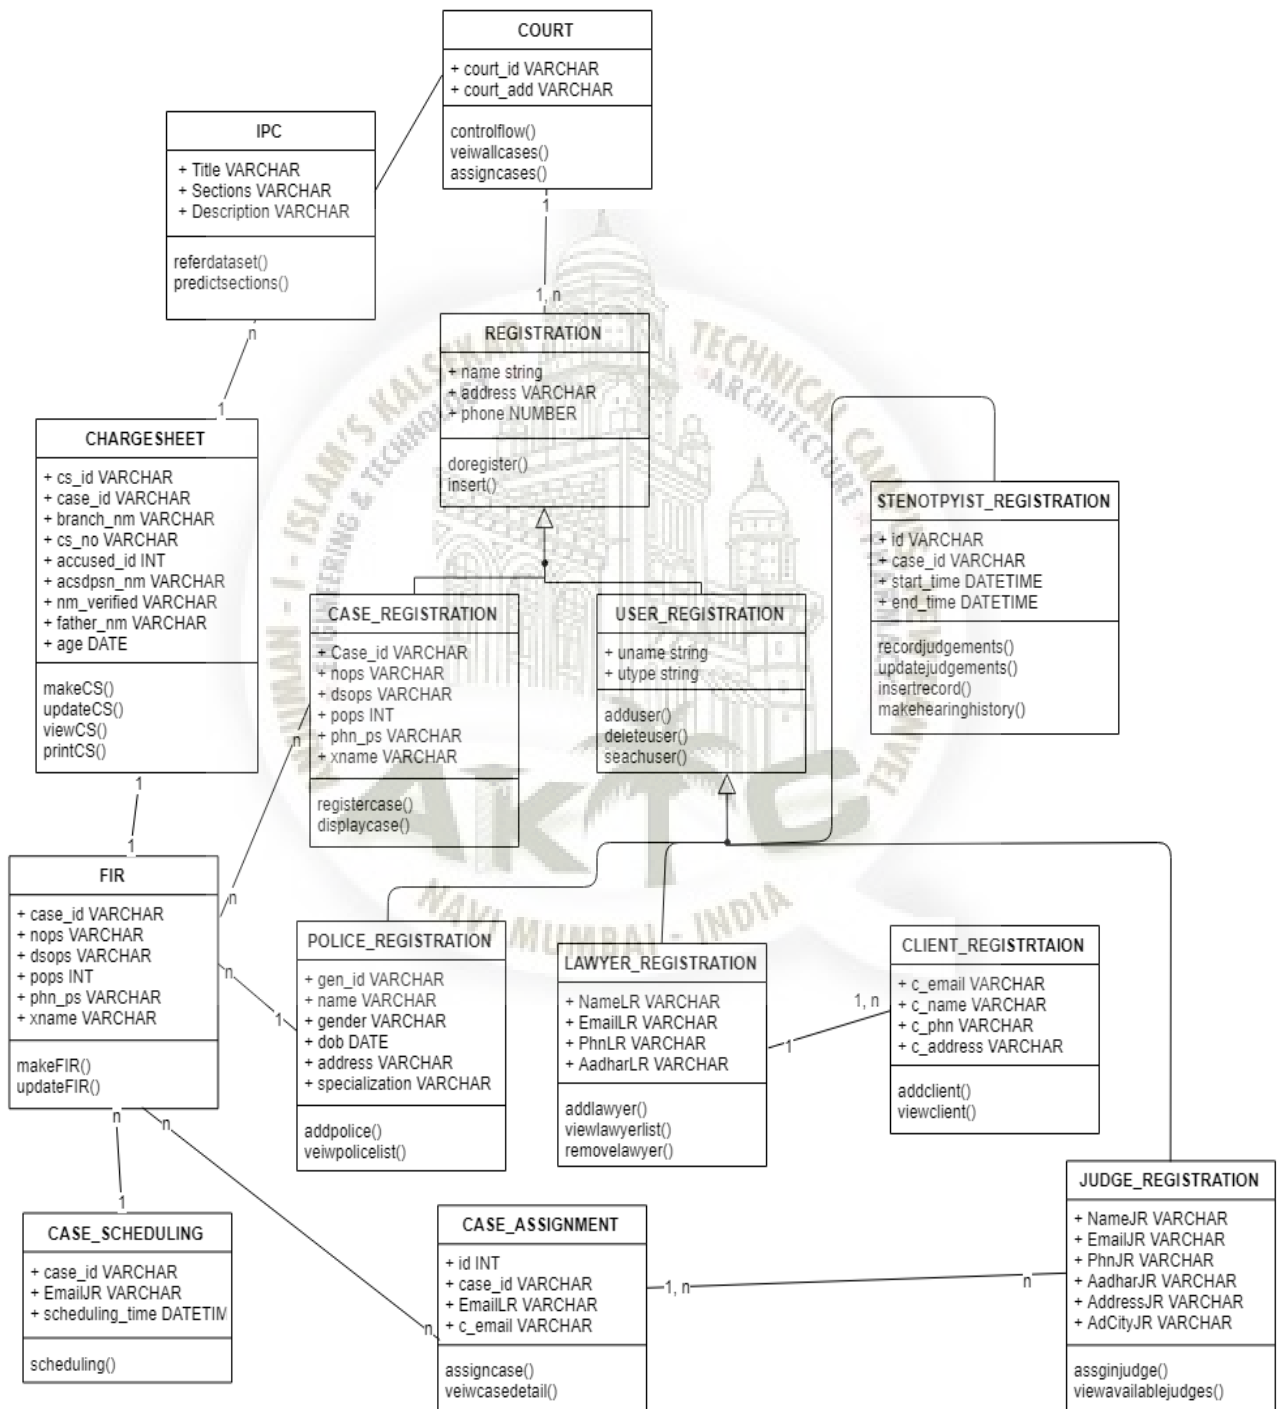 COURT
+ court_id VARCHAR
+ court_add VARCHAR
controlflow()
veiwallcases()
assigncases()
1
1, n
IPC
+ Title VARCHAR
+ Sections VARCHAR
+ Description VARCHAR
referdataset()
predictsections()
n
1
REGISTRATION
+ name string
+ address VARCHAR
+ phone NUMBER
doregister()
insert()
CHARGESHEET
+ cs_id VARCHAR
+ case_id VARCHAR
+ branch_nm VARCHAR
+ cs_no VARCHAR
+ accused_id INT
+ acsdpsn_nm VARCHAR
+ nm_verified VARCHAR
+ father_nm VARCHAR
+ age DATE
makeCS()
updateCS()
viewCS()
printCS()
1
1
STENOTPYIST_REGISTRATION
+ id VARCHAR
+ case_id VARCHAR
+ start_time DATETIME
+ end_time DATETIME
recordjudgements()
updatejudgements()
insertrecord()
makehearinghistory()
CASE_REGISTRATION
+ Case_id VARCHAR
+ nops VARCHAR
+ dsops VARCHAR
+ pops INT
+ phn_ps VARCHAR
+ xname VARCHAR
registercase()
displaycase()
n
n
USER_REGISTRATION
+ uname string
+ utype string
adduser()
deleteuser()
seachuser()
FIR
+ case_id VARCHAR
+ nops VARCHAR
+ dsops VARCHAR
+ pops INT
+ phn_ps VARCHAR
+ xname VARCHAR
makeFIR()
updateFIR()
n
1
n
n
POLICE_REGISTRATION
+ gen_id VARCHAR
+ name VARCHAR
+ gender VARCHAR
+ dob DATE
+ address VARCHAR
+ specialization VARCHAR
addpolice()
veiwpolicelist()
LAWYER_REGISTRATION
+ NameLR VARCHAR
+ EmailLR VARCHAR
+ PhnLR VARCHAR
+ AadharLR VARCHAR
addlawyer()
viewlawyerlist()
removelawyer()
1
1, n
CLIENT_REGISTRTAION
+ c_email VARCHAR
+ c_name VARCHAR
+ c_phn VARCHAR
+ c_address VARCHAR
addclient()
viewclient()
1
CASE_SCHEDULING
+ case_id VARCHAR
+ EmailJR VARCHAR
+ scheduling_time DATETIM
scheduling()
n
CASE_ASSIGNMENT
+ id INT
+ case_id VARCHAR
+ EmailLR VARCHAR
+ c_email VARCHAR
assigncase()
veiwcasedetail()
1, n
n
JUDGE_REGISTRATION
+ NameJR VARCHAR
+ EmailJR VARCHAR
+ PhnJR VARCHAR
+ AadharJR VARCHAR
+ AddressJR VARCHAR
+ AdCityJR VARCHAR
assginjudge()
viewavailablejudges()
AKTC
NAVI MUMBAI - INDIA